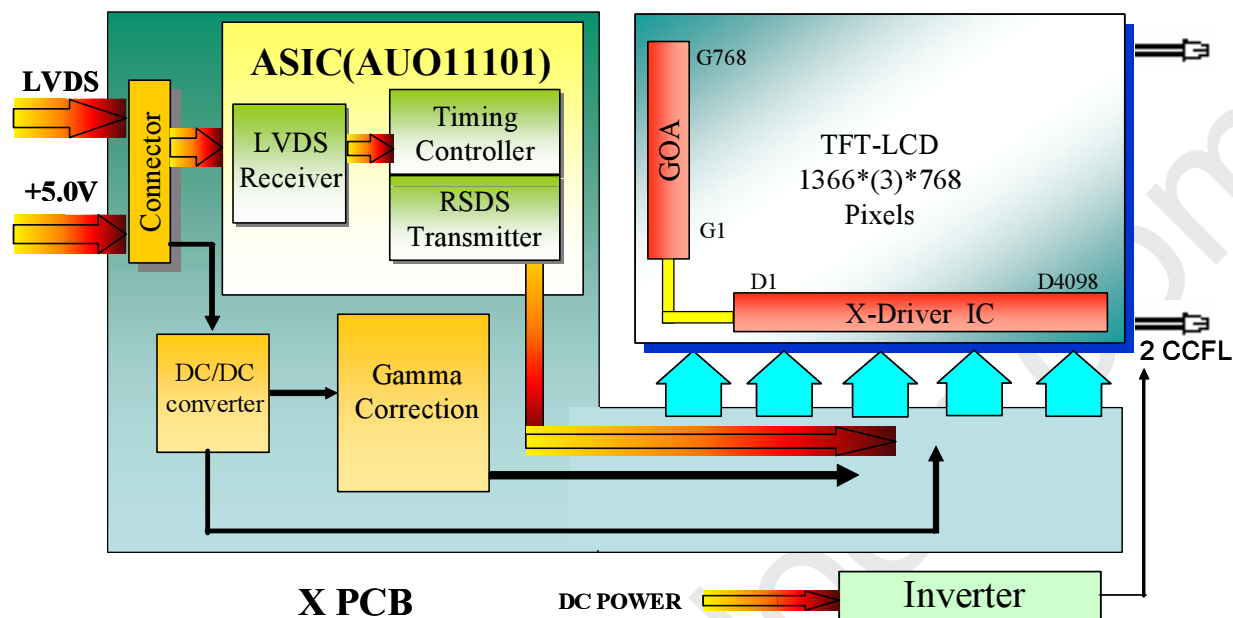 LVDS
+5.0V
Connector
ASIC(AUO11101)
LVDS
Receiver
Timing
Controller
RSDS
Transmitter
DC/DC
converter
Gamma
Correction
X PCB
G768
GOA
G1
TFT-LCD
1366*(3)*768
Pixels
D1
D4098
X-Driver IC
2 CCFL
DC POWER
Inverter